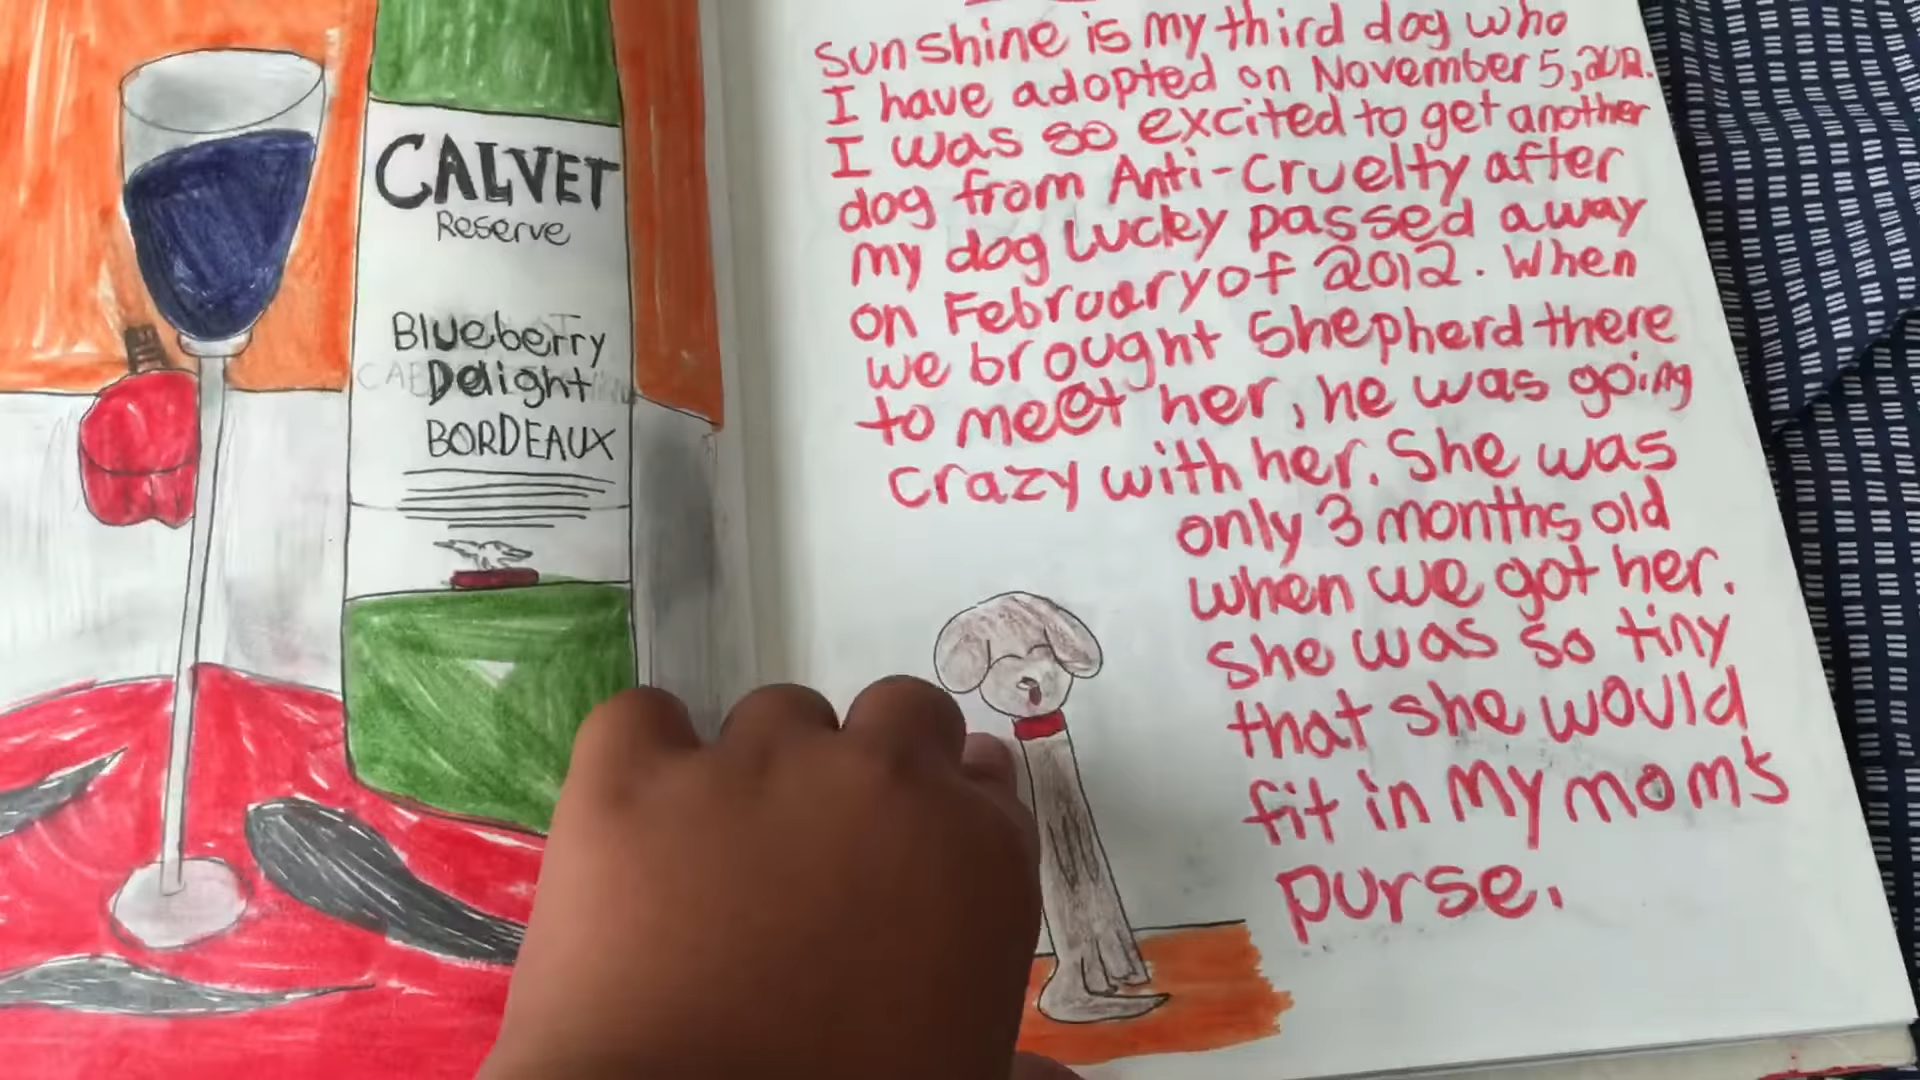 CALVET
Reserve
Blueberry
Delight
BORDEAUX
Sunshine is my third dog who
I have adopted on November 5, 2012.
I was so excited to get another
dog from Anti-Cruelty after
my dog Lucky passed away
on February of 2012. When
we brought Shepherd there
to meet her, he was going
crazy with her. She was
only 3 months old
when we got her.
She was so tiny
that she would
fit in my mom's
purse.